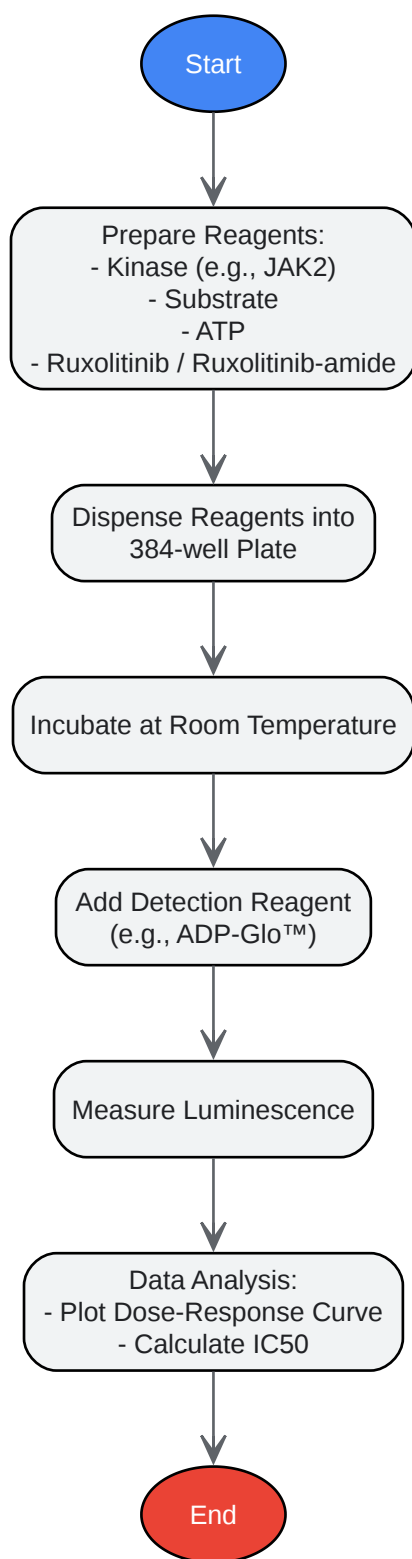 Start
Prepare Reagents:
- Kinase (e.g., JAK2)
- Substrate
- ATP
- Ruxolitinib / Ruxolitinib-amide
Dispense Reagents into
384-well Plate
Incubate at Room Temperature
Add Detection Reagent
(e.g., ADP-Glo™)
Measure Luminescence
Data Analysis:
- Plot Dose-Response Curve
- Calculate IC50
End